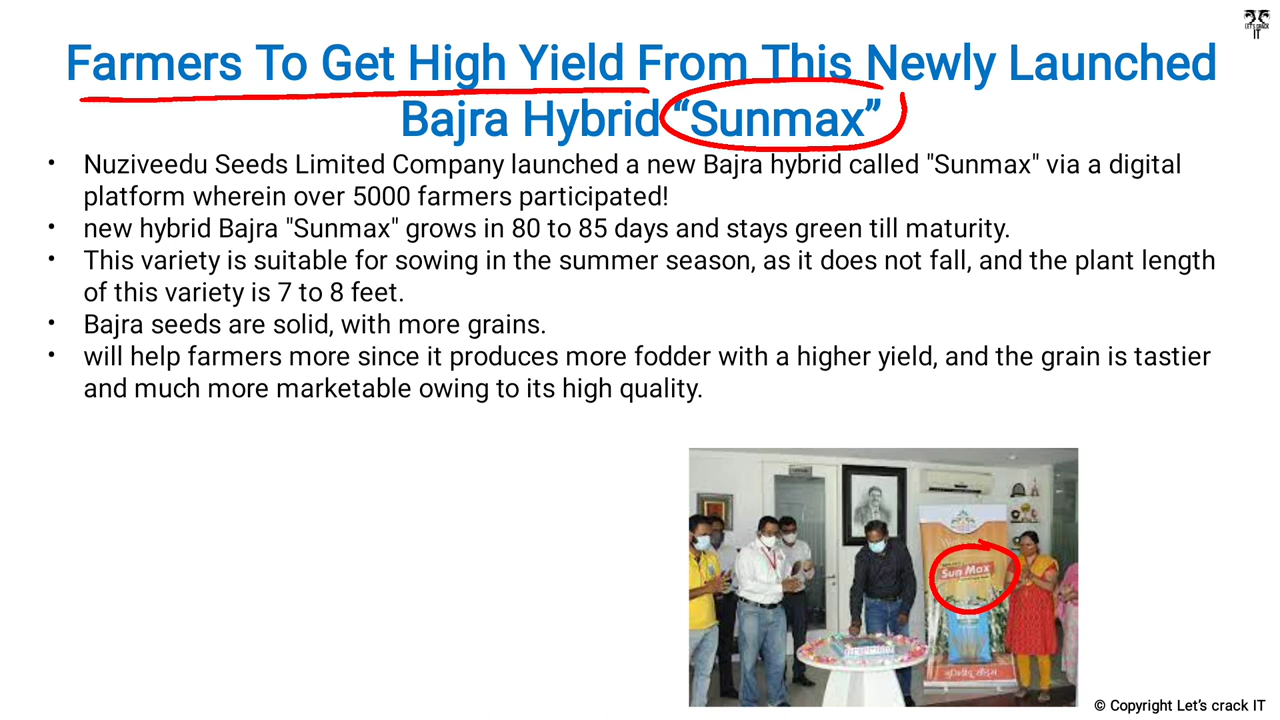 LET'S CRACK
IT
Farmers To Get High Yield From This Newly Launched
Bajra Hybrid “Sunmax”
• Nuziveedu Seeds Limited Company launched a new Bajra hybrid called "Sunmax" via a digital
platform wherein over 5000 farmers participated!
• new hybrid Bajra "Sunmax" grows in 80 to 85 days and stays green till maturity.
• This variety is suitable for sowing in the summer season, as it does not fall, and the plant length
of this variety is 7 to 8 feet.
• Bajra seeds are solid, with more grains.
• will help farmers more since it produces more fodder with a higher yield, and the grain is tastier
and much more marketable owing to its high quality.
Sun Max
नुजिवीडू सीड्स
© Copyright Let’s crack IT